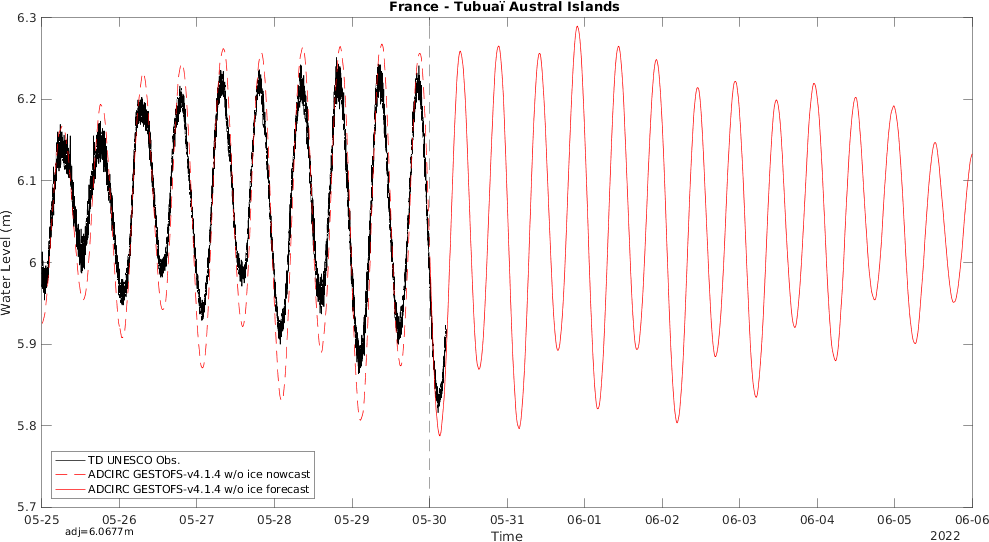 France - Tubuaï Austral Islands
6.3
6.2
6.1
6
5.9
5.8
5.7
Water Level (m)
TD UNESCO Obs.
ADCIRC GESTOFS-v4.1.4 w/o ice nowcast
ADCIRC GESTOFS-v4.1.4 w/o ice forecast
05-25 05-26 05-27 05-28 05-29 05-30 05-31 06-01 06-02 06-03 06-04 06-05 06-06
adj=6.0677m
Time
2022